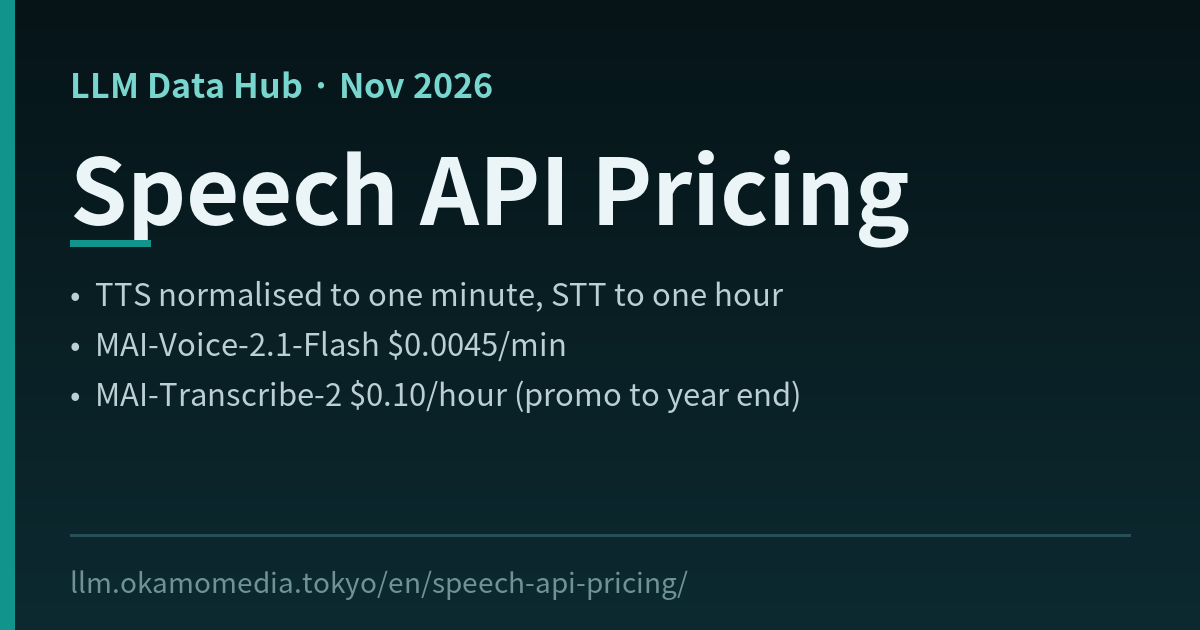 LLM Data Hub · Nov 2026
Speech API Pricing
• TTS normalised to one minute, STT to one hour
• MAI-Voice-2.1-Flash $0.0045/min
• MAI-Transcribe-2 $0.10/hour (promo to year end)
llm.okamomedia.tokyo/en/speech-api-pricing/